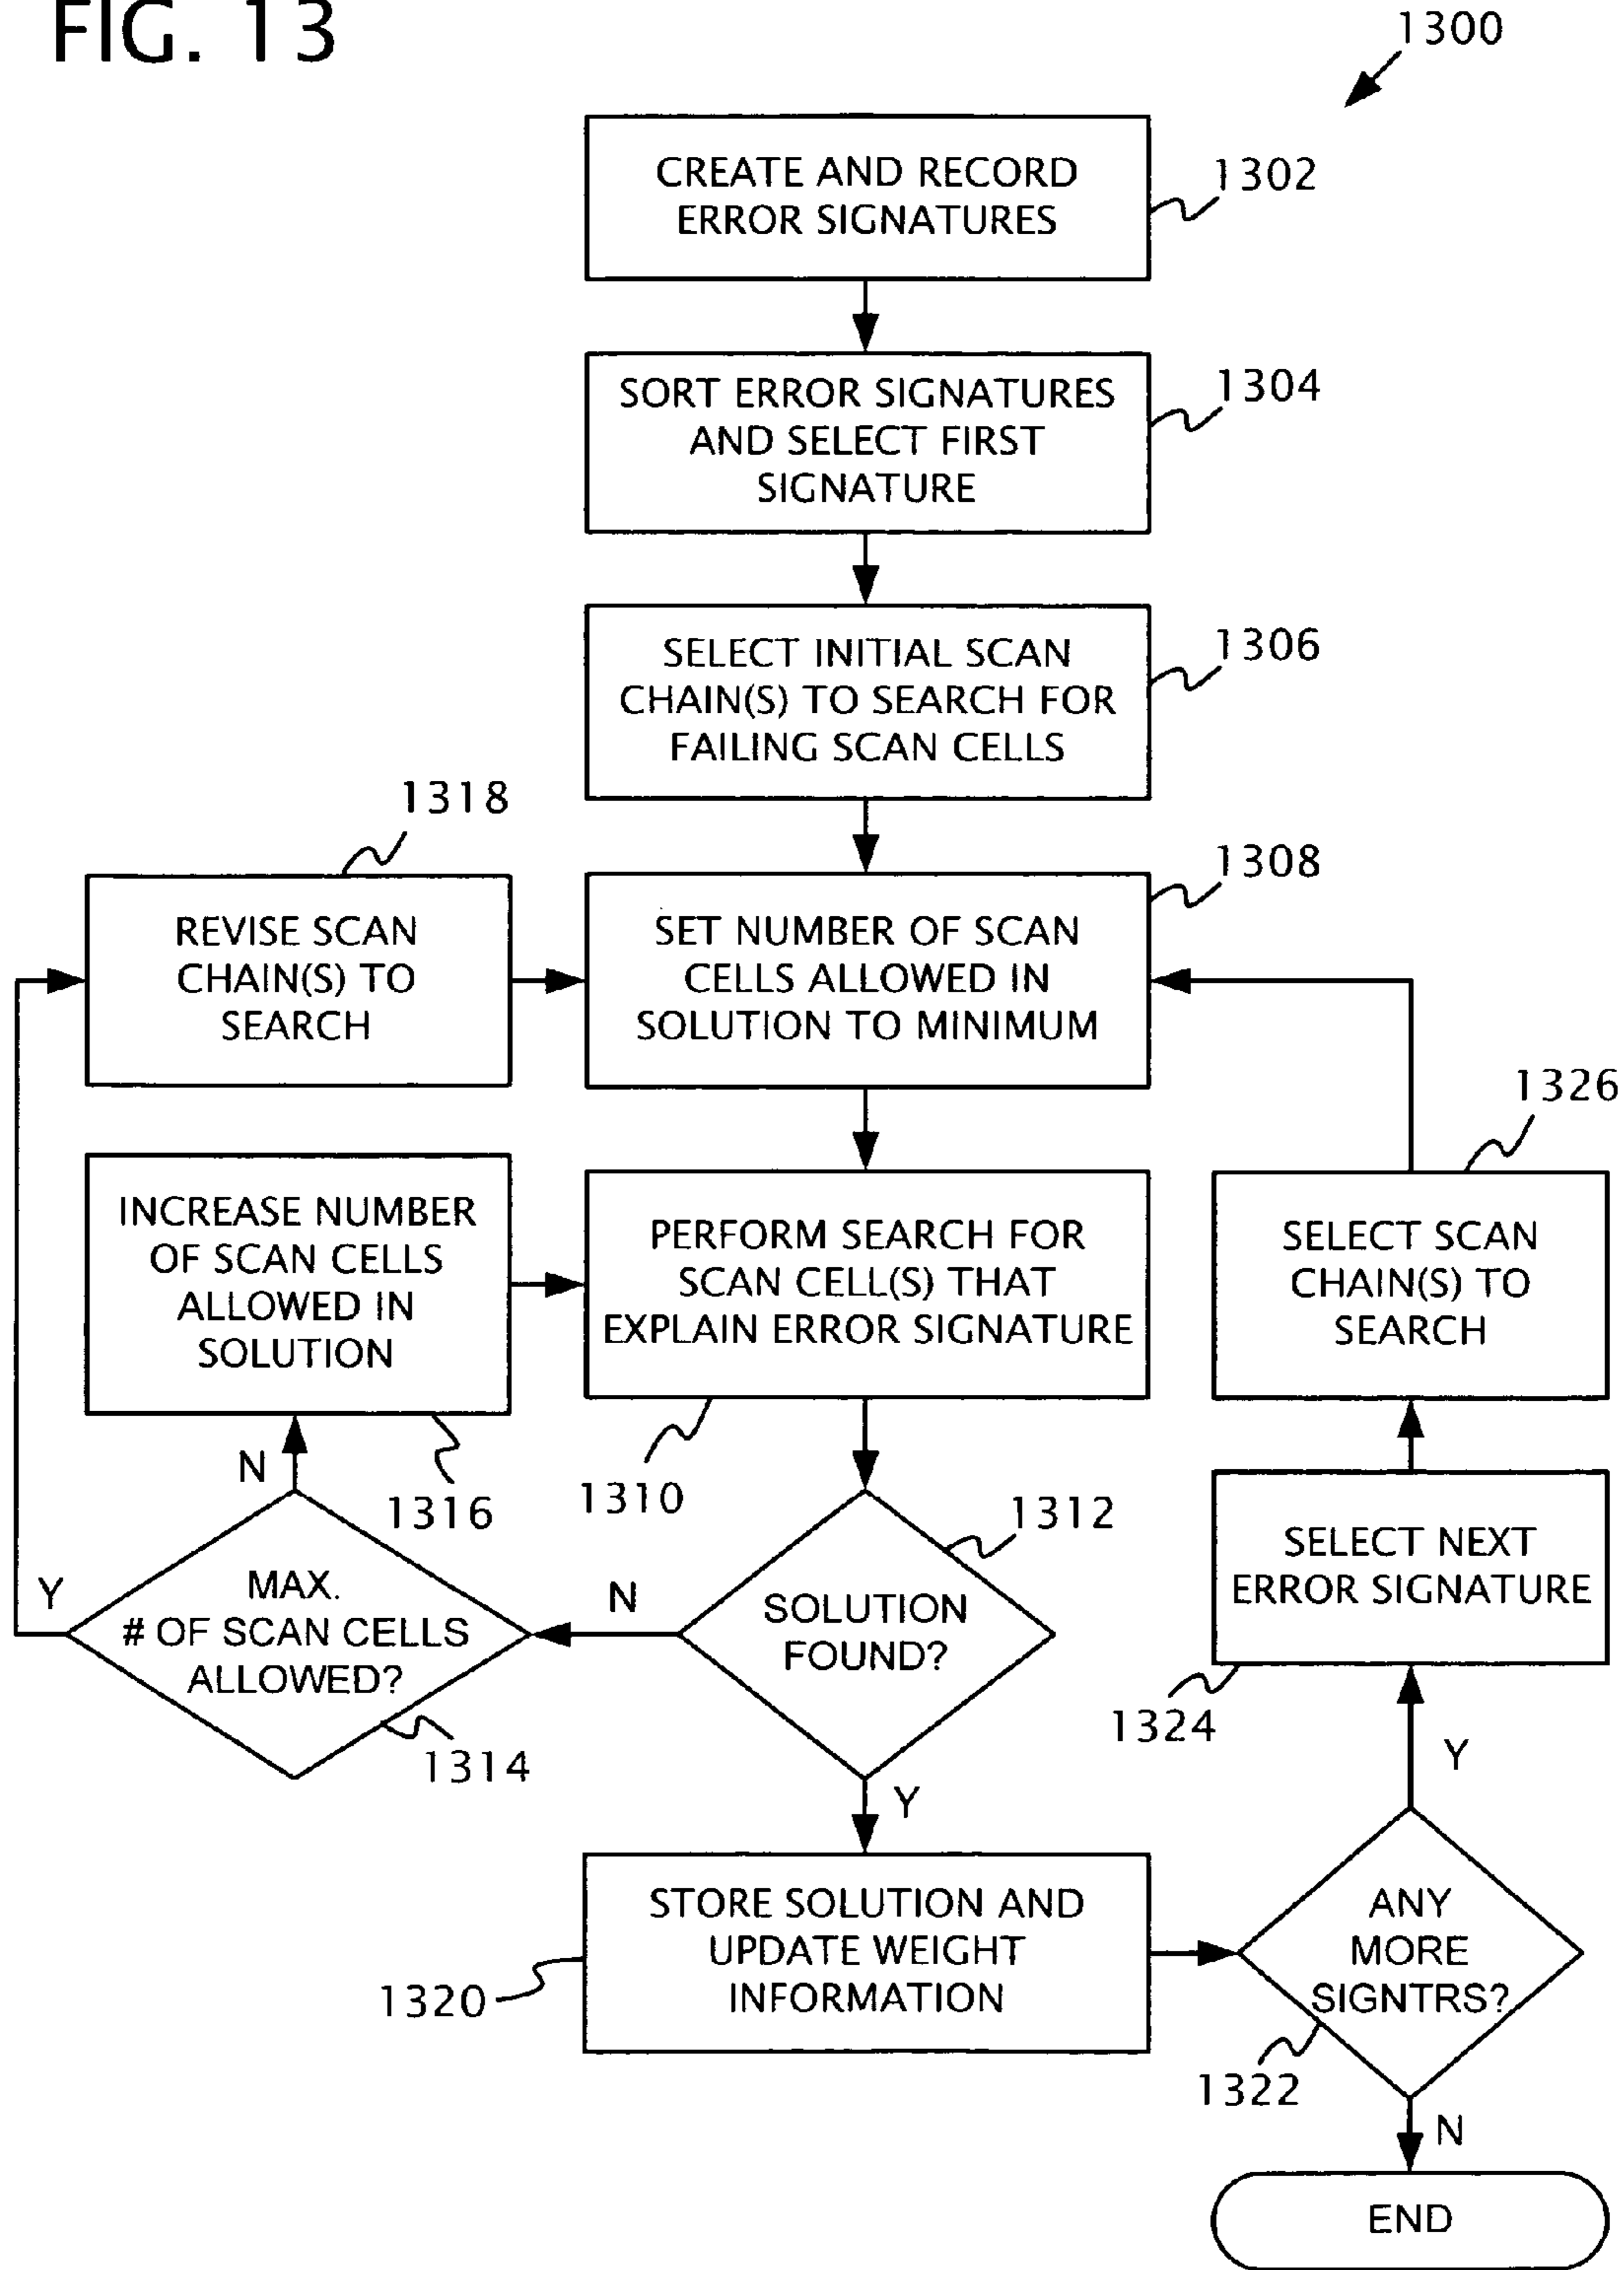 FIG. 13
1300
CREATE AND RECORD
ERROR SIGNATURES
1302
SORT ERROR SIGNATURES
AND SELECT FIRST
SIGNATURE
1304
SELECT INITIAL SCAN
CHAIN(S) TO SEARCH FOR
FAILING SCAN CELLS
1306
1318
REVISE SCAN
CHAIN(S) TO
SEARCH
SET NUMBER OF SCAN
CELLS ALLOWED IN
SOLUTION TO MINIMUM
1308
1326
INCREASE NUMBER
OF SCAN CELLS
ALLOWED IN
SOLUTION
1316
PERFORM SEARCH FOR
SCAN CELL(S) THAT
EXPLAIN ERROR SIGNATURE
1310
SELECT SCAN
CHAIN(S) TO
SEARCH
N
Y
MAX.
# OF SCAN CELLS
ALLOWED?
1314
N
SOLUTION
FOUND?
1312
Y
SELECT NEXT
ERROR SIGNATURE
1324
Y
STORE SOLUTION AND
UPDATE WEIGHT
INFORMATION
1320
ANY
MORE
SIGNTRS?
1322
N
END